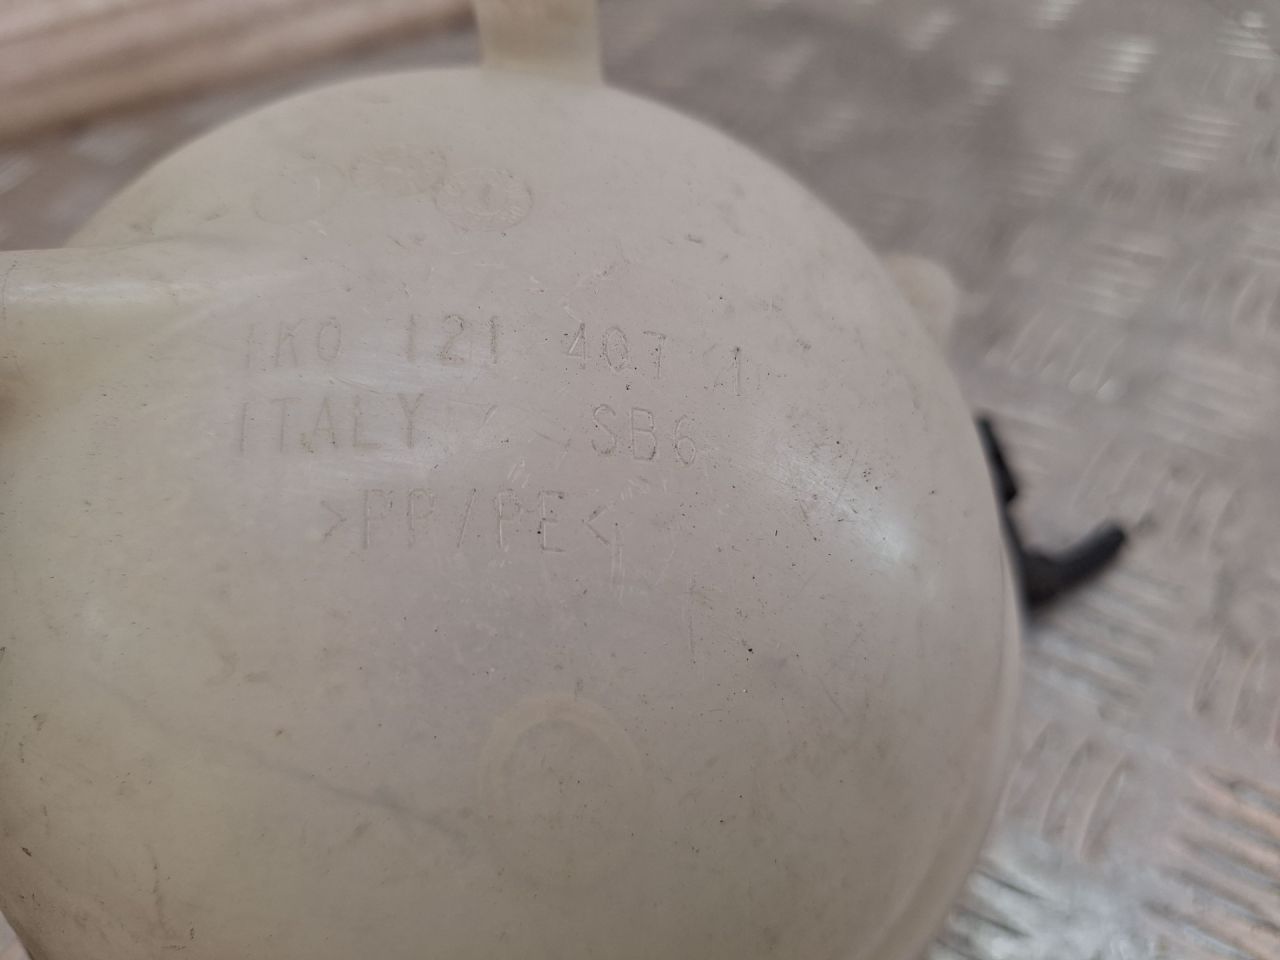 1K0 121 407 A
ITALY SB6
>PP/PE<